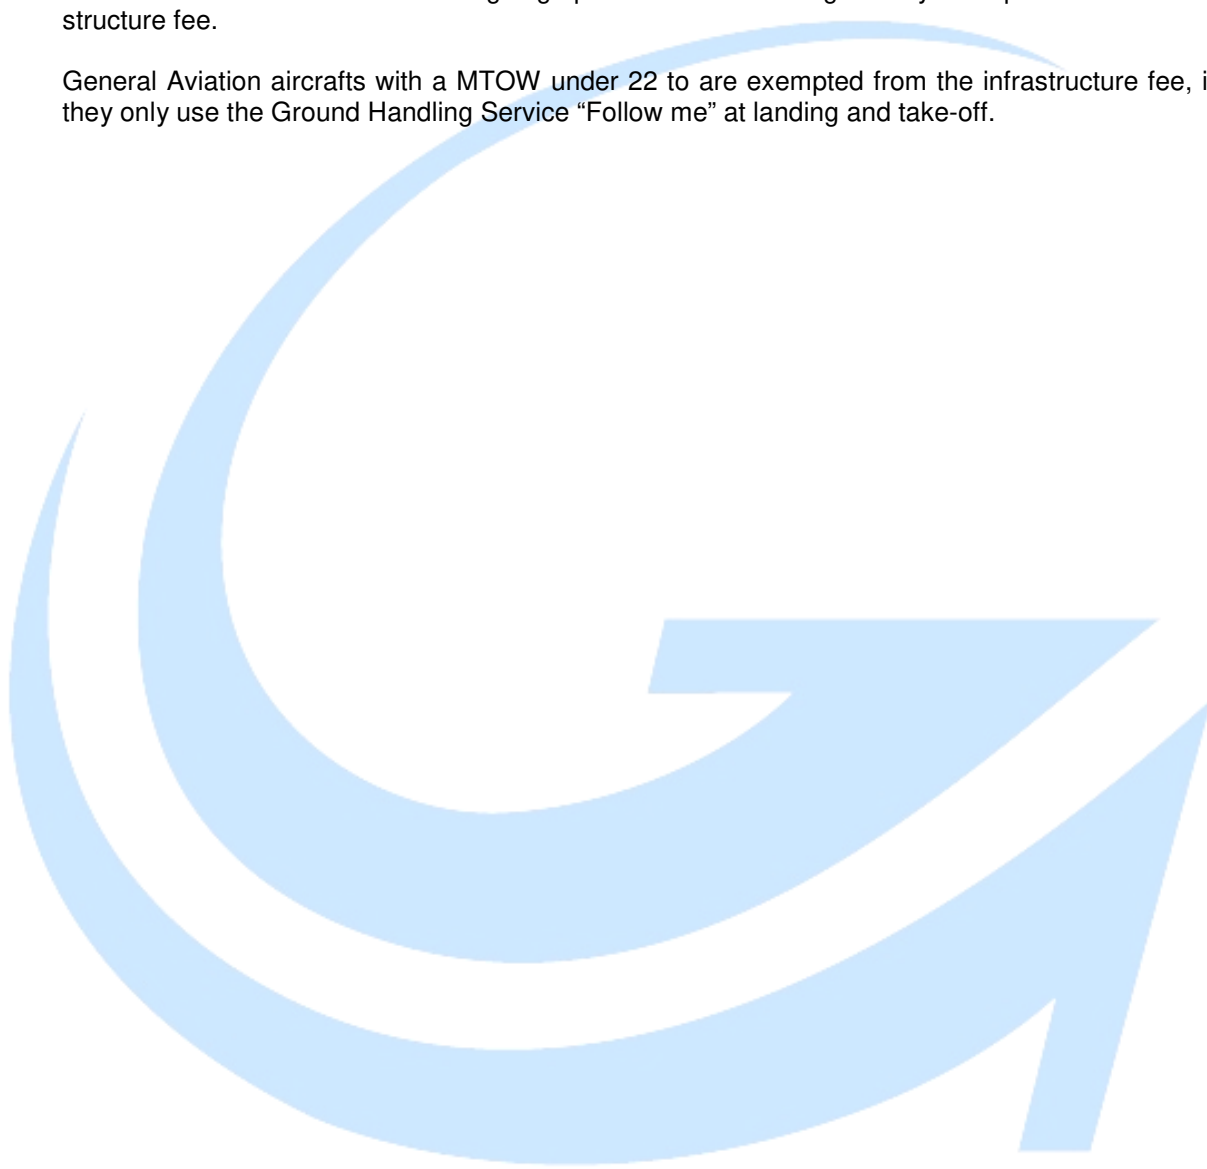 structure fee.
General Aviation aircrafts with a MTOW under 22 to are exempted from the infrastructure fee, i
they only use the Ground Handling Service “Follow me” at landing and take-off.